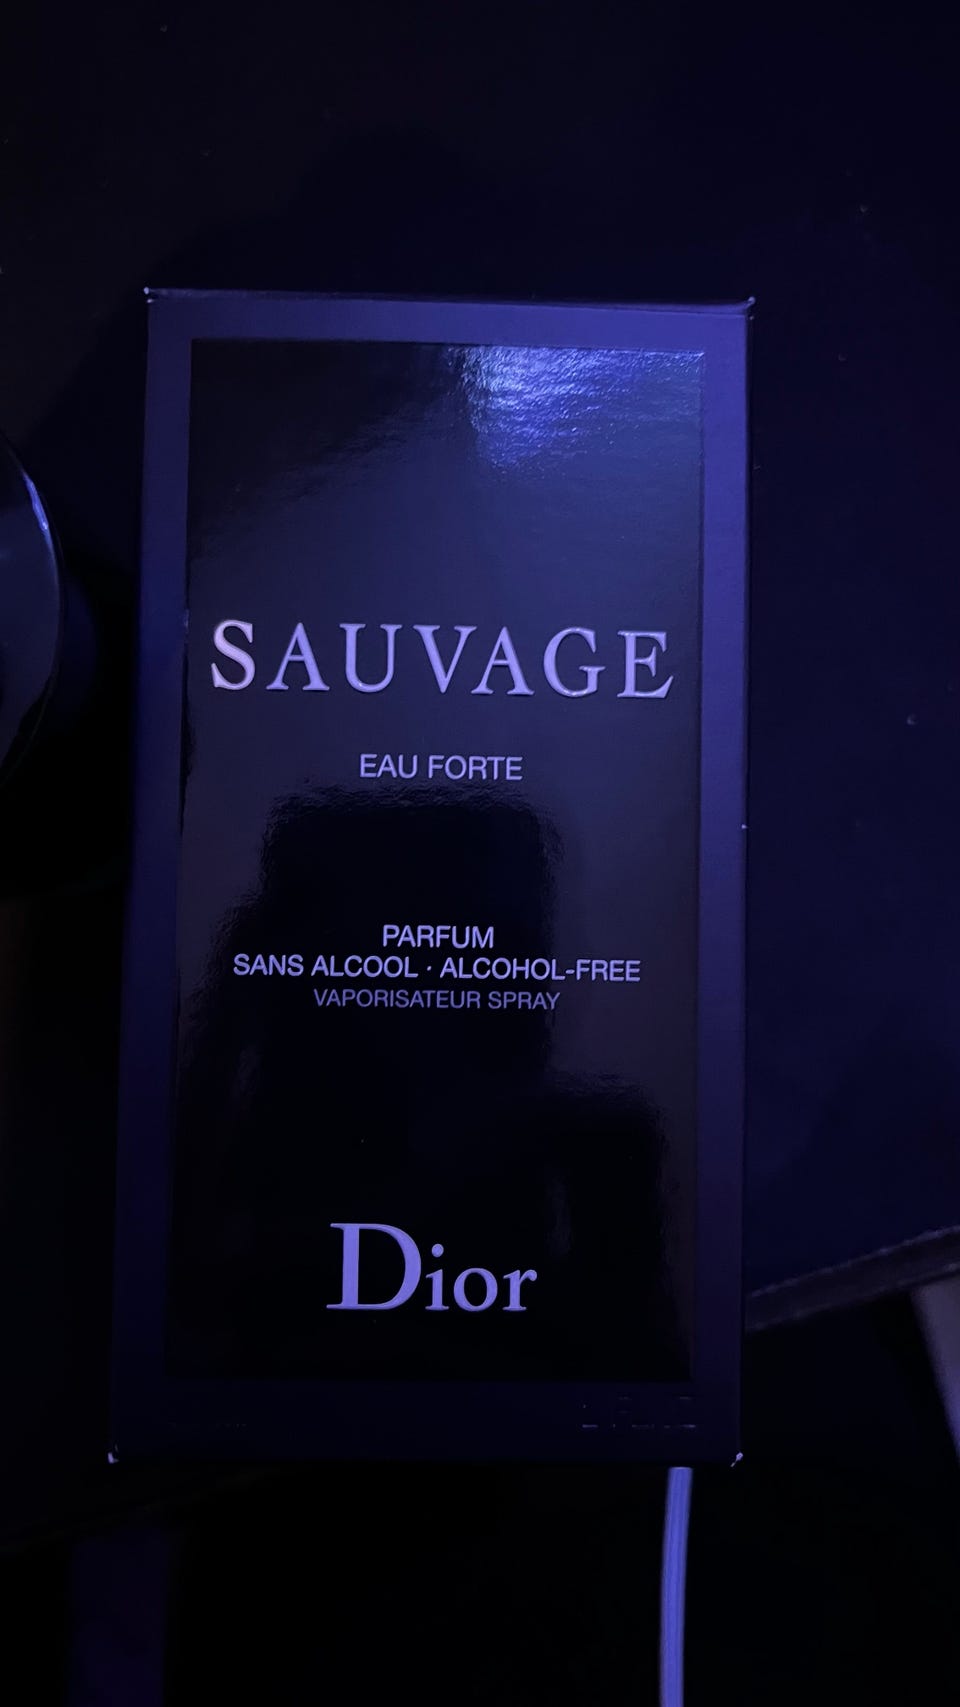 SAUVAGE
EAU FORTE
PARFUM
SANS ALCOOL · ALCOHOL-FREE
VAPORISATEUR SPRAY
Dior